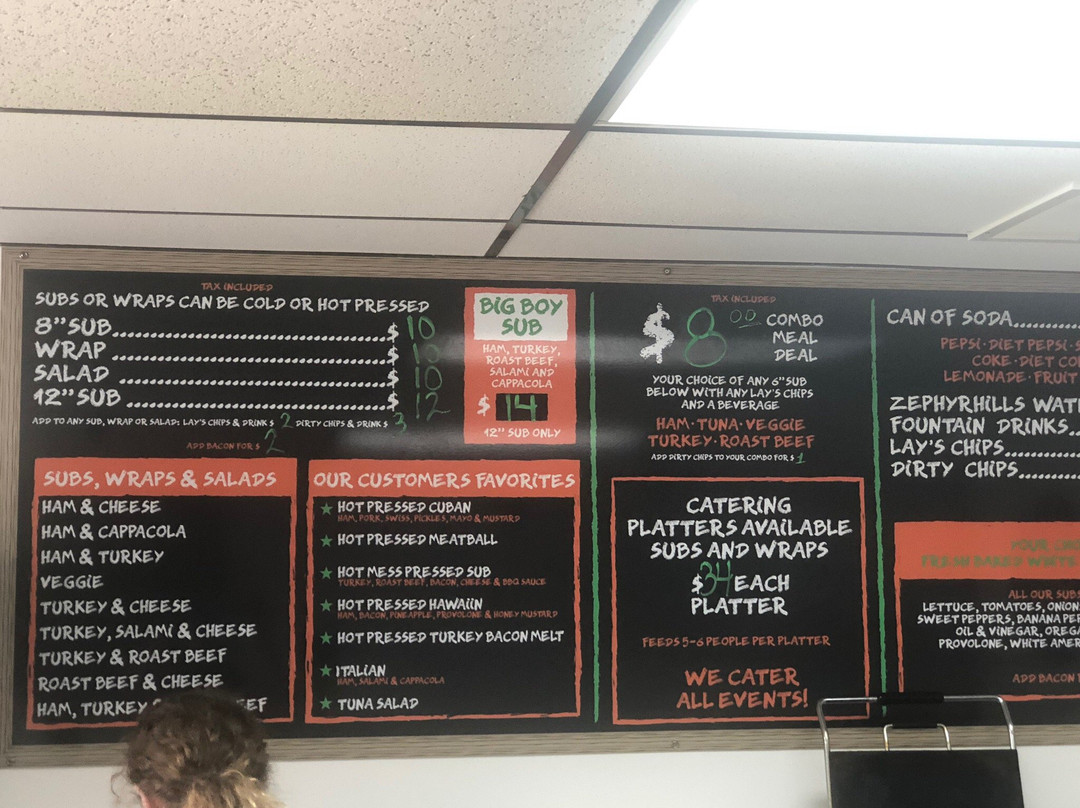 TAX INCLUDED
SUBS OR WRAPS CAN BE COLD OR HOT PRESSED
8"SUB........$ 10
WRAP ........$ 10
SALAD ........$ 10
12"SUB........$ 12
ADD TO ANY SUB, WRAP OR SALAD: LAY'S CHIPS & DRINK $ 2 DIRTY CHIPS & DRINK $ 3
ADD BACON FOR $ 2
BIG BOY
SUB
HAM, TURKEY,
ROAST BEEF,
SALAMI AND
CAPPACOLA
$ 14
12" SUB ONLY
SUBS, WRAPS & SALADS
HAM & CHEESE
HAM & CAPPACOLA
HAM & TURKEY
VEGGIE
TURKEY & CHEESE
TURKEY, SALAMI & CHEESE
TURKEY & ROAST BEEF
ROAST BEEF & CHEESE
HAM, TURKEY
OUR CUSTOMERS FAVORITES
HOT PRESSED CUBAN
HAM, PORK, SWISS, PICKLES, MAYO & MUSTARD
HOT PRESSED MEATBALL
HOT MESS PRESSED SUB
TURKEY, ROAST BEEF, BACON, CHEESE & BBQ SAUCE
HOT PRESSED HAWAIIN
HAM, BACON, PINEAPPLE, PROVOLONE & HONEY MUSTARD
HOT PRESSED TURKEY BACON MELT
ITALIAN
HAM, SALAMI & CAPPACOLA
TUNA SALAD
TAX INCLUDED
$8.00 COMBO
MEAL
DEAL
YOUR CHOICE OF ANY 6"SUB
BELOW WITH ANY LAY'S CHIPS
AND A BEVERAGE
HAM·TUNA·VEGGIE
TURKEY·ROAST BEEF
ADD DIRTY CHIPS TO YOUR COMBO FOR $ 1
CATERING
PLATTERS AVAILABLE
SUBS AND WRAPS
$34 EACH
PLATTER
FEEDS 5-6 PEOPLE PER PLATTER
WE CATER
ALL EVENTS!
CAN OF SODA........
PEPSI·DIET PEPSI·
COKE·DIET
LEMONADE·FRUIT
ZEPHYRHILLS
FOUNTAIN DRINKS..
LAY'S CHIPS........
DIRTY CHIPS........
YOUR
FRESH BAKED WHITE
ALL OUR SUBS
LETTUCE, TOMATOES,
SWEET PEPPERS, BANANA
OIL & VINEGAR,
PROVOLONE, WHITE
ADD BACON